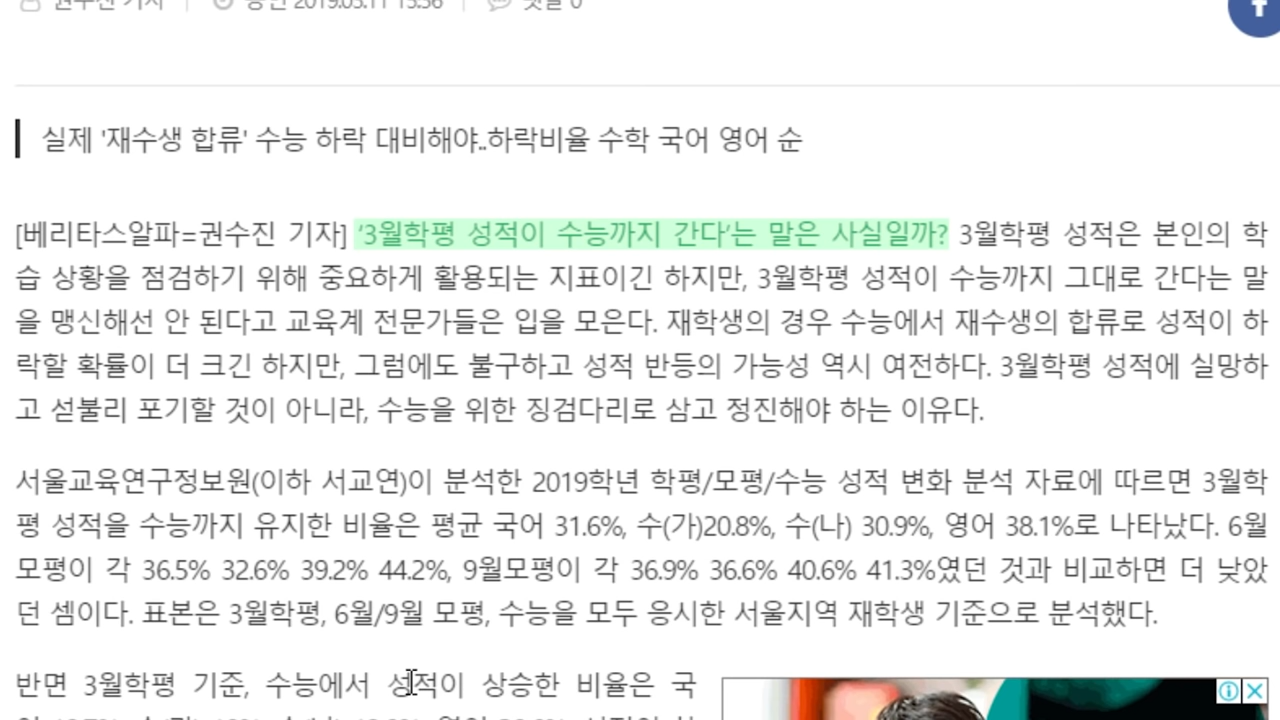 권수진 기자 승인 2019.03.11 15:36 댓글 0
실제 '재수생 합류' 수능 하락 대비해야..하락비율 수학 국어 영어 순
[베리타스알파=권수진 기자] ‘3월학평 성적이 수능까지 간다’는 말은 사실일까? 3월학평 성적은 본인의 학
습 상황을 점검하기 위해 중요하게 활용되는 지표이긴 하지만, 3월학평 성적이 수능까지 그대로 간다는 말
을 맹신해선 안 된다고 교육계 전문가들은 입을 모은다. 재학생의 경우 수능에서 재수생의 합류로 성적이 하
락할 확률이 더 크긴 하지만, 그럼에도 불구하고 성적 반등의 가능성 역시 여전하다. 3월학평 성적에 실망하
고 섣불리 포기할 것이 아니라, 수능을 위한 징검다리로 삼고 정진해야 하는 이유다.
서울교육연구정보원(이하 서교연)이 분석한 2019학년 학평/모평/수능 성적 변화 분석 자료에 따르면 3월학
평 성적을 수능까지 유지한 비율은 평균 국어 31.6%, 수(가)20.8%, 수(나) 30.9%, 영어 38.1%로 나타났다. 6월
모평이 각 36.5% 32.6% 39.2% 44.2%, 9월모평이 각 36.9% 36.6% 40.6% 41.3%였던 것과 비교하면 더 낮았
던 셈이다. 표본은 3월학평, 6월/9월 모평, 수능을 모두 응시한 서울지역 재학생 기준으로 분석했다.
반면 3월학평 기준, 수능에서 성적이 상승한 비율은 국